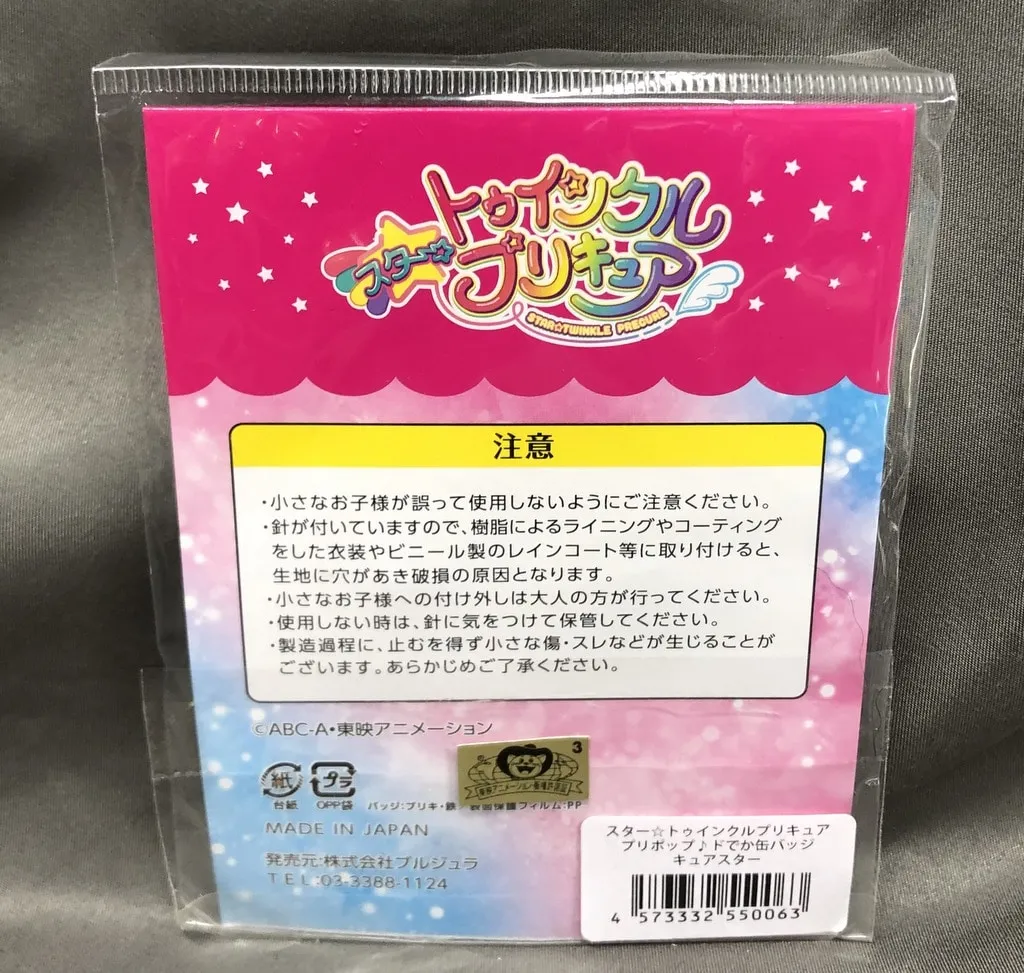 スター☆トゥインクル
プリキュア
STAR☆TWINKLE PRECURE
注意
・小さなお子様が誤って使用しないようにご注意ください。
・針が付いていますので、樹脂によるライニングやコーティング
をした衣装やビニール製のレインコート等に取り付けると、
生地に穴があき破損の原因となります。
・小さなお子様への付け外しは大人の方が行ってください。
・使用しない時は、針に気をつけて保管してください。
・製造過程に、止むを得ず小さな傷・スレなどが生じることが
ございます。あらかじめご了承ください。
©ABC-A・東映アニメーション
3
紙 プラ
台紙 OPP袋 バッジ:ブリキ・鉄 表面保護フィルム:PP
MADE IN JAPAN
発売元:株式会社プルジュラ
TEL:03-3388-1124
スター☆トゥインクルプリキュア
プリポップ♪ドでか缶バッジ
キュアスター
4 573332 550063